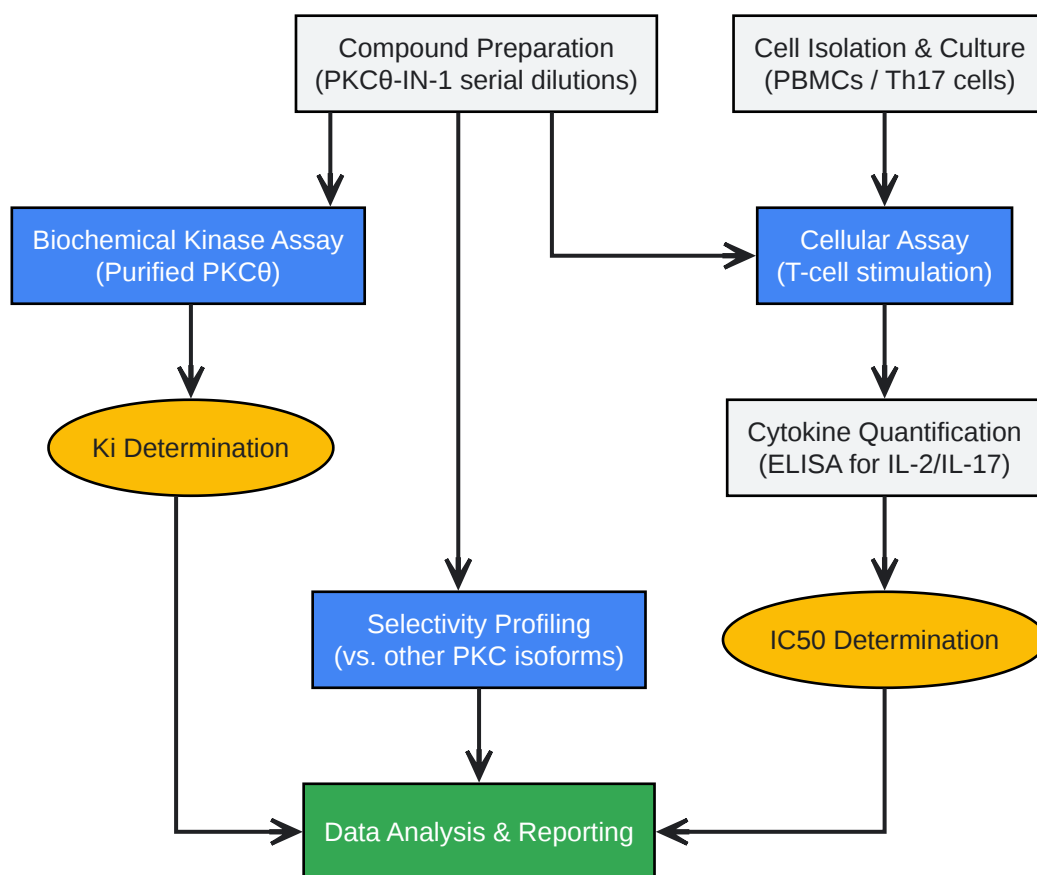 Compound Preparation
(PKCθ-IN-1 serial dilutions)
Cell Isolation & Culture
(PBMCs / Th17 cells)
Biochemical Kinase Assay
(Purified PKCθ)
Cellular Assay
(T-cell stimulation)
Ki Determination
Cytokine Quantification
(ELISA for IL-2/IL-17)
Selectivity Profiling
(vs. other PKC isoforms)
IC50 Determination
Data Analysis & Reporting